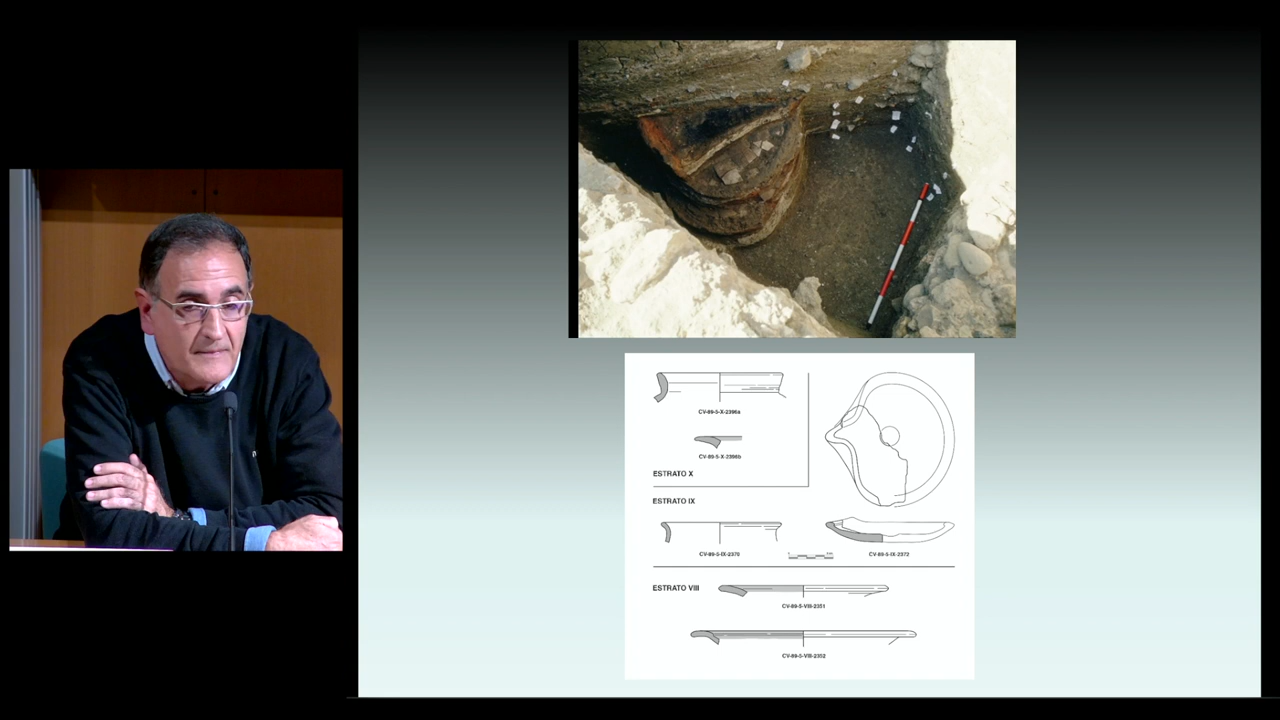 CV-89-5-X-2396a
CV-89-5-X-2396b
ESTRATO X
ESTRATO IX
CV-89-5-IX-2370
CV-89-5-IX-2372
ESTRATO VIII
CV-89-5-VIII-2351
CV-89-5-VIII-2352